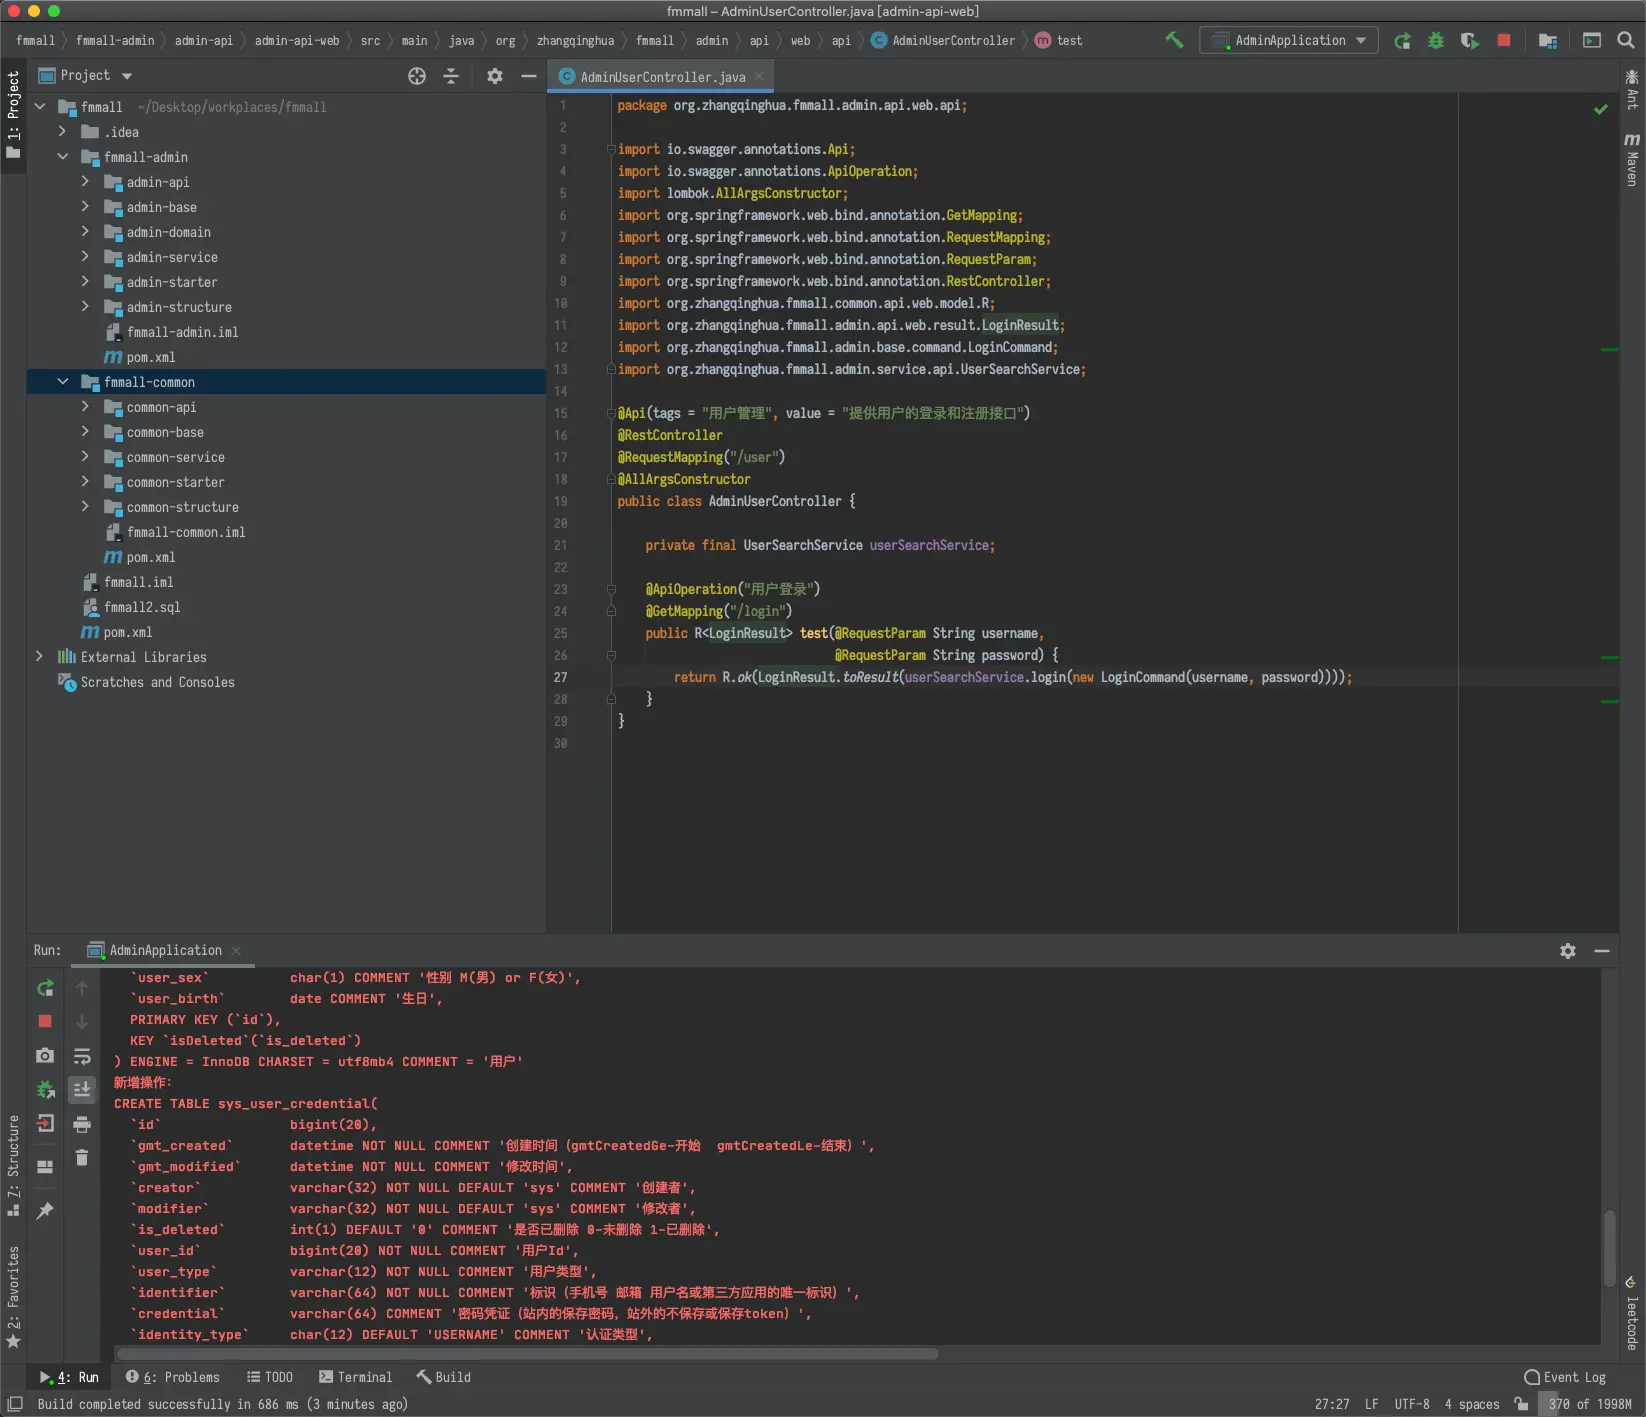 fmmall – AdminUserController.java [admin-api-web]
fmmall fmmall-admin admin-api admin-api-web src main java org zhangqinghua fmmall admin api web api AdminUserController test AdminApplication
1: Project
Project
AdminUserController.java
fmmall ~/Desktop/workplaces/fmmall
.idea
fmmall-admin
admin-api
admin-base
admin-domain
admin-service
admin-starter
admin-structure
fmmall-admin.iml
pom.xml
fmmall-common
common-api
common-base
common-service
common-starter
common-structure
fmmall-common.iml
pom.xml
fmmall.iml
fmmall2.sql
pom.xml
External Libraries
Scratches and Consoles
1 package org.zhangqinghua.fmmall.admin.api.web.api;
2
3 import io.swagger.annotations.Api;
4 import io.swagger.annotations.ApiOperation;
5 import lombok.AllArgsConstructor;
6 import org.springframework.web.bind.annotation.GetMapping;
7 import org.springframework.web.bind.annotation.RequestMapping;
8 import org.springframework.web.bind.annotation.RequestParam;
9 import org.springframework.web.bind.annotation.RestController;
10 import org.zhangqinghua.fmmall.common.api.web.model.R;
11 import org.zhangqinghua.fmmall.admin.api.web.result.LoginResult;
12 import org.zhangqinghua.fmmall.admin.base.command.LoginCommand;
13 import org.zhangqinghua.fmmall.admin.service.api.UserSearchService;
14
15 @Api(tags = "用户管理", value = "提供用户的登录和注册接口")
16 @RestController
17 @RequestMapping("/user")
18 @AllArgsConstructor
19 public class AdminUserController {
20
21 private final UserSearchService userSearchService;
22
23 @ApiOperation("用户登录")
24 @GetMapping("/login")
25 public R<LoginResult> test(@RequestParam String username,
26 @RequestParam String password) {
27 return R.ok(LoginResult.toResult(userSearchService.login(new LoginCommand(username, password))));
28 }
29 }
30
Ant
Maven
Run: AdminApplication
`user_sex` char(1) COMMENT '性别 M(男) or F(女)',
`user_birth` date COMMENT '生日',
PRIMARY KEY (`id`),
KEY `isDeleted`(`is_deleted`)
) ENGINE = InnoDB CHARSET = utf8mb4 COMMENT = '用户'
新增操作：
CREATE TABLE sys_user_credential(
`id` bigint(20),
`gmt_created` datetime NOT NULL COMMENT '创建时间（gmtCreatedGe-开始 gmtCreatedLe-结束）',
`gmt_modified` datetime NOT NULL COMMENT '修改时间',
`creator` varchar(32) NOT NULL DEFAULT 'sys' COMMENT '创建者',
`modifier` varchar(32) NOT NULL DEFAULT 'sys' COMMENT '修改者',
`is_deleted` int(1) DEFAULT '0' COMMENT '是否已删除 0-未删除 1-已删除',
`user_id` bigint(20) NOT NULL COMMENT '用户Id',
`user_type` varchar(12) NOT NULL COMMENT '用户类型',
`identifier` varchar(64) NOT NULL COMMENT '标识（手机号 邮箱 用户名或第三方应用的唯一标识）',
`credential` varchar(64) COMMENT '密码凭证（站内的保存密码，站外的不保存或保存token）',
`identity_type` char(12) DEFAULT 'USERNAME' COMMENT '认证类型',
7: Structure
2: Favorites
leetcode
4: Run 6: Problems TODO Terminal Build Event Log
Build completed successfully in 686 ms (3 minutes ago) 27:27 LF UTF-8 4 spaces 370 of 1998M